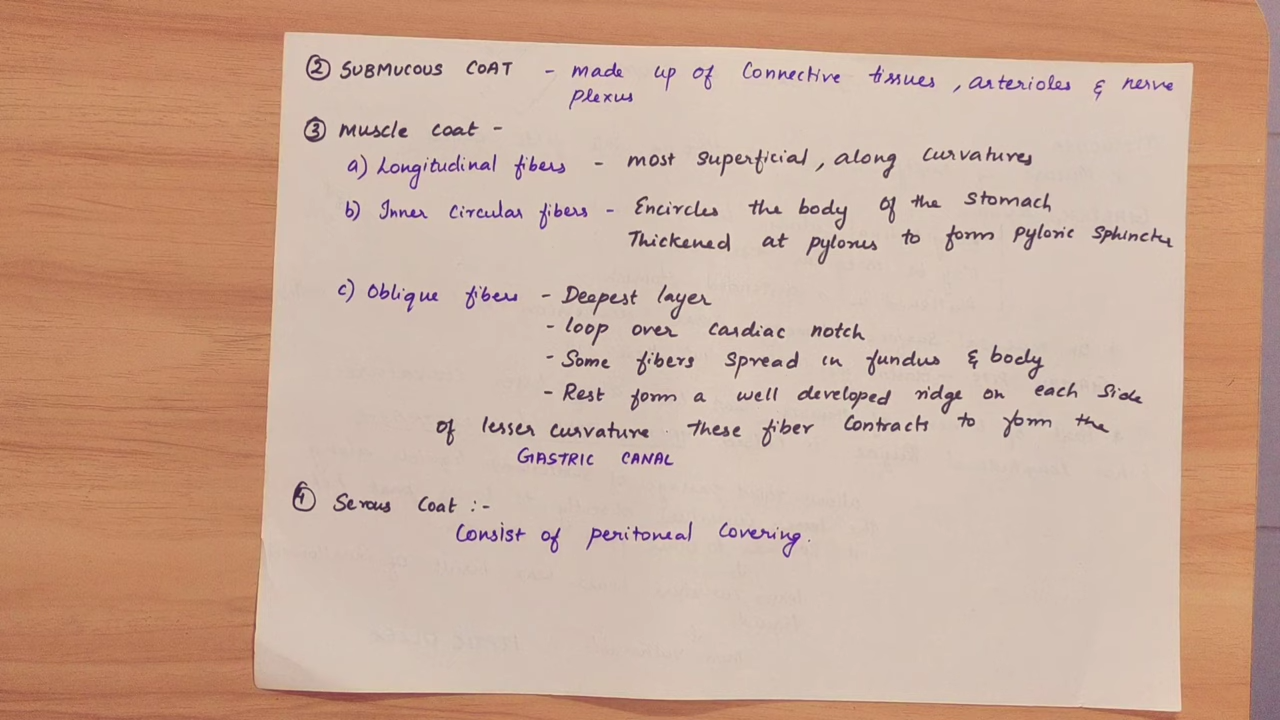 ② SUBMUCOUS COAT - made up of connective tissues, arterioles & nerve
plexus
③ Muscle coat -
a) Longitudinal fibers - most superficial, along curvatures
b) Inner circular fibers - Encircles the body of the stomach
Thickened at pylorus to form pyloric sphincter
c) Oblique fibers - Deepest layer
- loop over cardiac notch
- Some fibers spread in fundus & body
- Rest form a well developed ridge on each side
of lesser curvature. These fiber contracts to form the
GASTRIC CANAL
④ Serous coat :-
Consist of peritoneal covering.